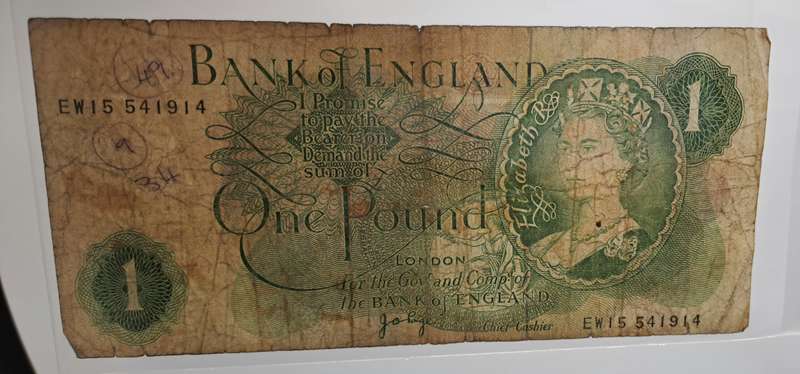 BANK of ENGLAND
1
49.
EW15 541914
9
34
I Promise
to pay the
Bearer on
Demand the
sum of
One Pound
Elizabeth R
LONDON
for the Govr and Compa of
the BANK of ENGLAND
1
Chief Cashier
EW15 541914